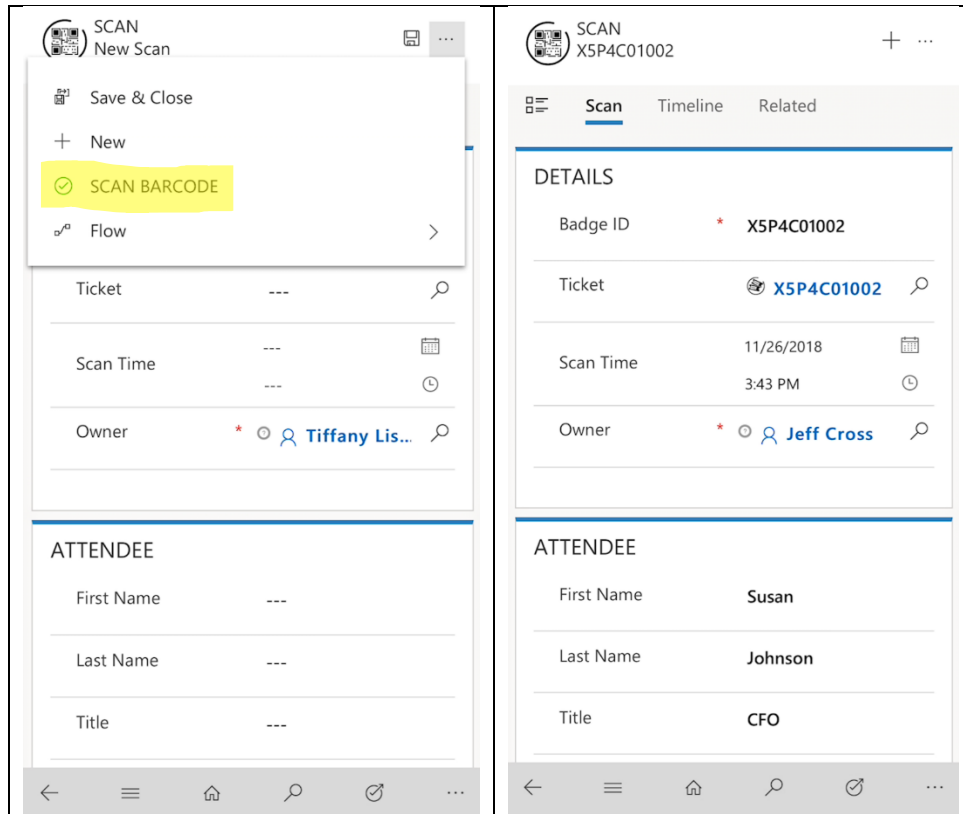 SCAN
New Scan
...
Save & Close
New
SCAN BARCODE
Flow
Ticket ---
Scan Time ---
---
Owner * Tiffany Lis...
ATTENDEE
First Name ---
Last Name ---
Title ---
...
SCAN
X5P4C01002
...
Scan Timeline Related
DETAILS
Badge ID * X5P4C01002
Ticket X5P4C01002
Scan Time 11/26/2018
3:43 PM
Owner * Jeff Cross
ATTENDEE
First Name Susan
Last Name Johnson
Title CFO
...